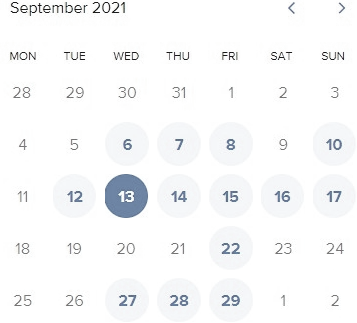 September 2021
MON TUE WED THU FRI SAT SUN
28 29 30 31 1 2 3
4 5 6 7 8 9 10
11 12 13 14 15 16 17
18 19 20 21 22 23 24
25 26 27 28 29 1 2